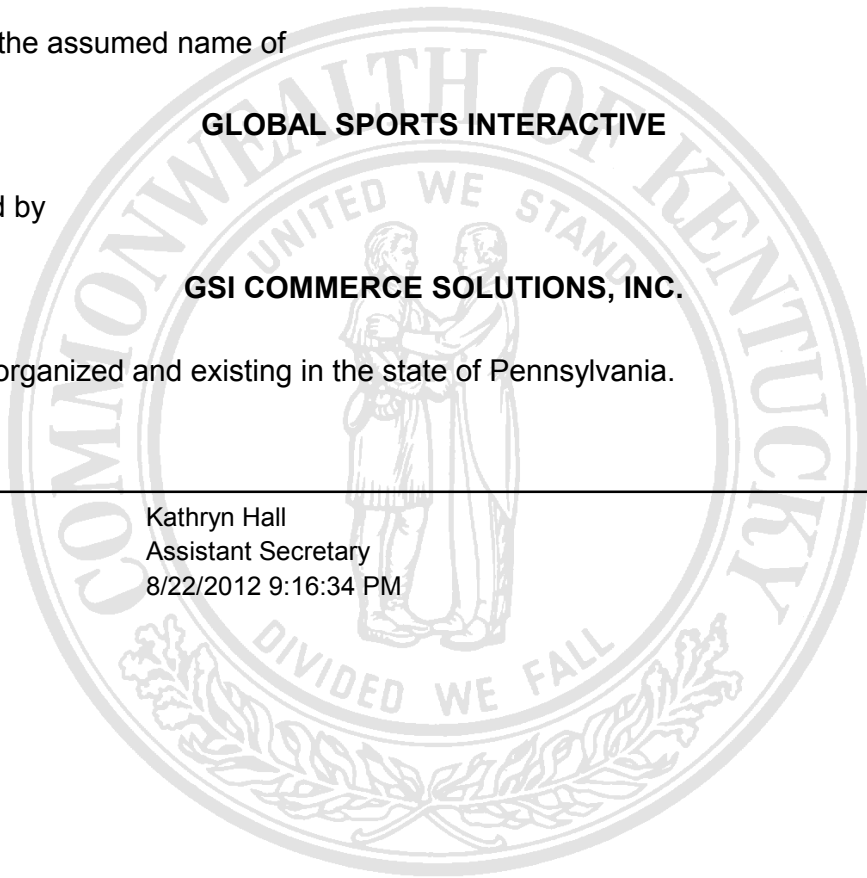 the assumed name of
GLOBAL SPORTS INTERACTIVE
d by
GSI COMMERCE SOLUTIONS, INC.
organized and existing in the state of Pennsylvania.
Kathryn Hall
Assistant Secretary
8/22/2012 9:16:34 PM
COMMONWEALTH OF KENTUCKY
UNITED WE STAND
DIVIDED WE FALL